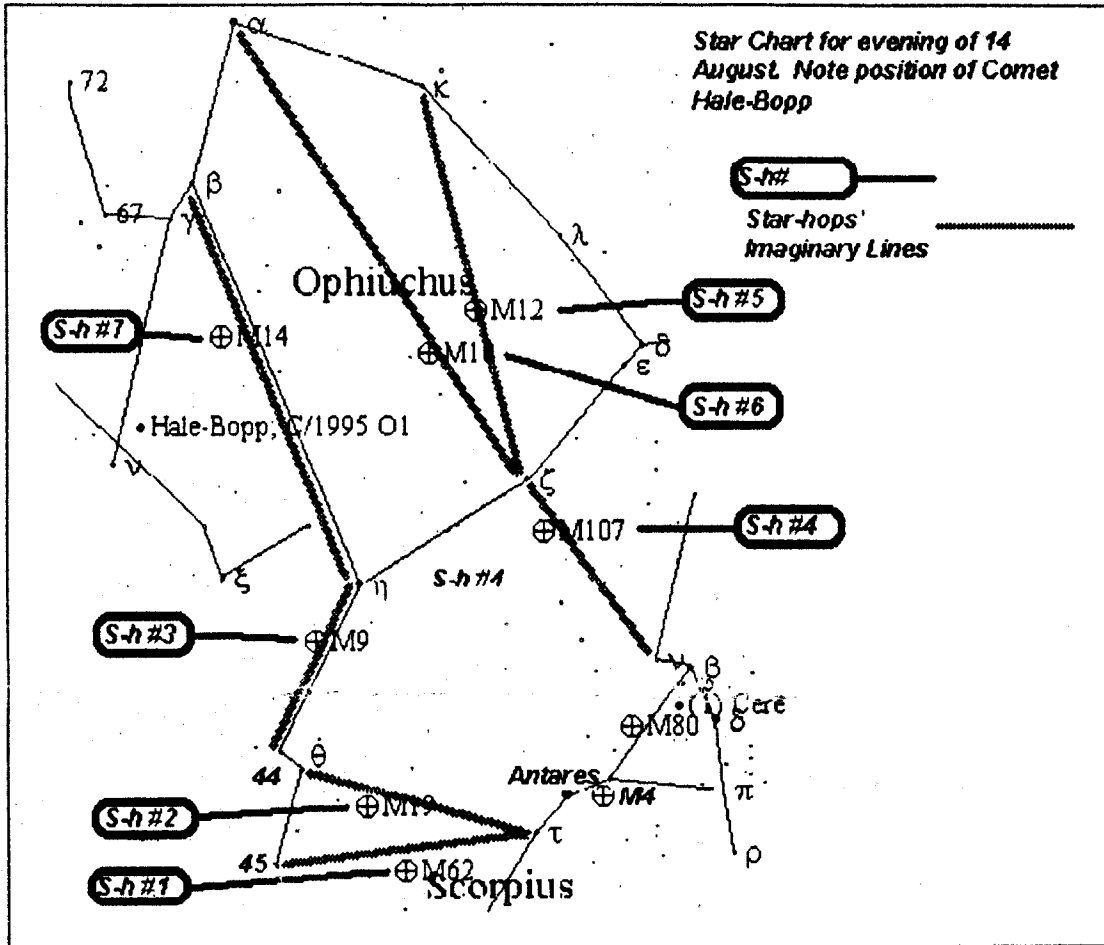 α
Star Chart for evening of 14
August. Note position of Comet
Hale-Bopp
72
κ
S-h#
β
67
γ
Star-hops'
Imaginary Lines
λ
Ophiuchus
S-h #5
M12
S-h #7
M14
M10
δ
ε
S-h #6
Hale-Bopp, C/1995 O1
ν
ζ
M107
S-h #4
ξ
η
S-h #4
S-h #3
M9
ν
β
Cere
M80
δ
θ
44
Antares
M4
π
S-h #2
M19
τ
45
ρ
S-h #1
M62
Scorpius